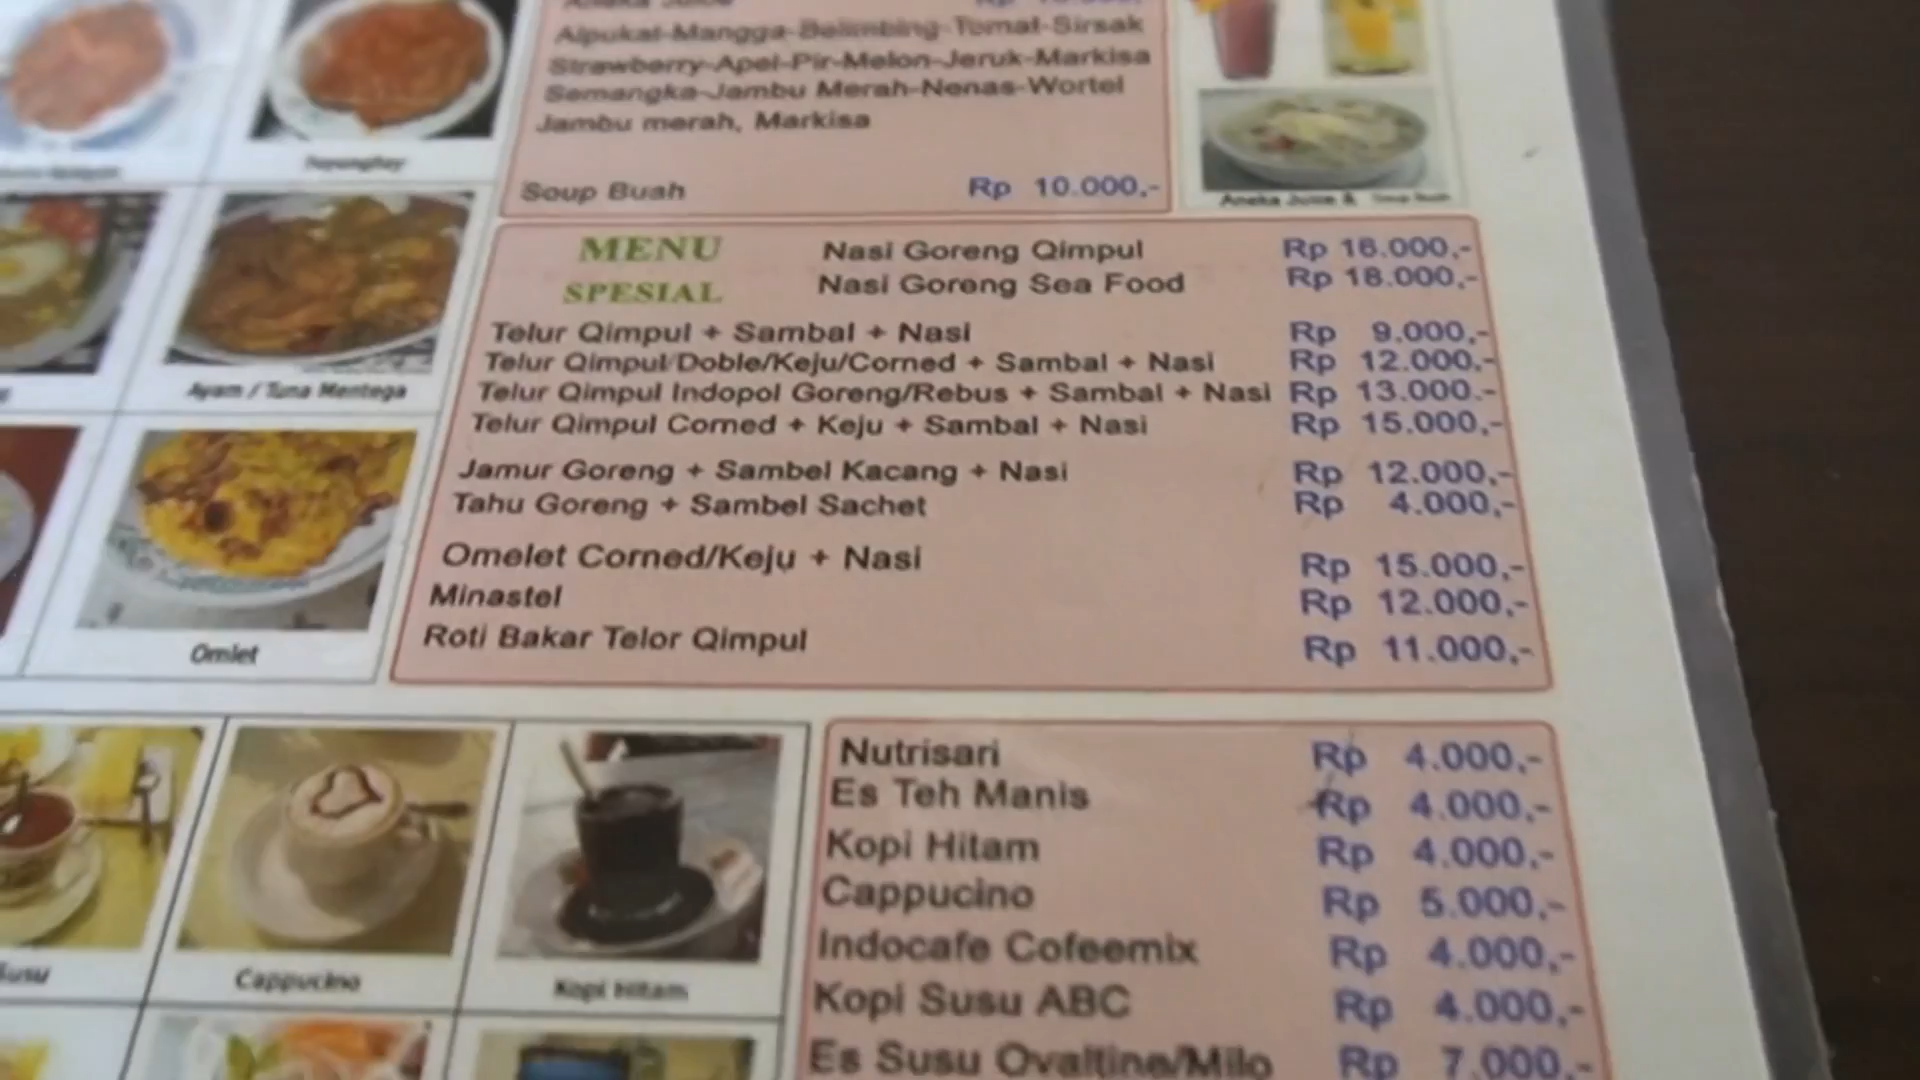 Aneka Juice
Alpukat-Mangga-Belimbing-Tomat-Sirsak
Strawberry-Apel-Pir-Melon-Jeruk-Markisa
Semangka-Jambu Merah-Nenas-Wortel
Jambu merah, Markisa
Soup Buah Rp 10.000,-
Aneka Juice &
MENU SPESIAL
Nasi Goreng Qimpul Rp 16.000,-
Nasi Goreng Sea Food Rp 18.000,-
Telur Qimpul + Sambal + Nasi Rp 9.000,-
Telur Qimpul/Doble/Keju/Corned + Sambal + Nasi Rp 12.000,-
Telur Qimpul Indopol Goreng/Rebus + Sambal + Nasi Rp 13.000.-
Telur Qimpul Corned + Keju + Sambal + Nasi Rp 15.000,-
Jamur Goreng + Sambel Kacang + Nasi Rp 12.000,-
Tahu Goreng + Sambel Sachet Rp 4.000,-
Omelet Corned/Keju + Nasi Rp 15.000,-
Minastel Rp 12.000,-
Roti Bakar Telor Qimpul Rp 11.000,-
Ayam / Tuna Mentega
Omlet
Susu
Cappucino
Kopi Hitam
Nutrisari Rp 4.000,-
Es Teh Manis Rp 4.000,-
Kopi Hitam Rp 4.000,-
Cappucino Rp 5.000,-
Indocafe Cofeemix Rp 4.000,-
Kopi Susu ABC Rp 4.000,-
Es Susu Ovaltine/Milo Rp 7.000,-